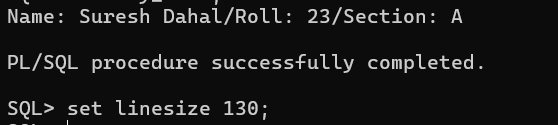 Name: Suresh Dahal/Roll: 23/Section: A
PL/SQL procedure successfully completed.
SQL> set linesize 130;